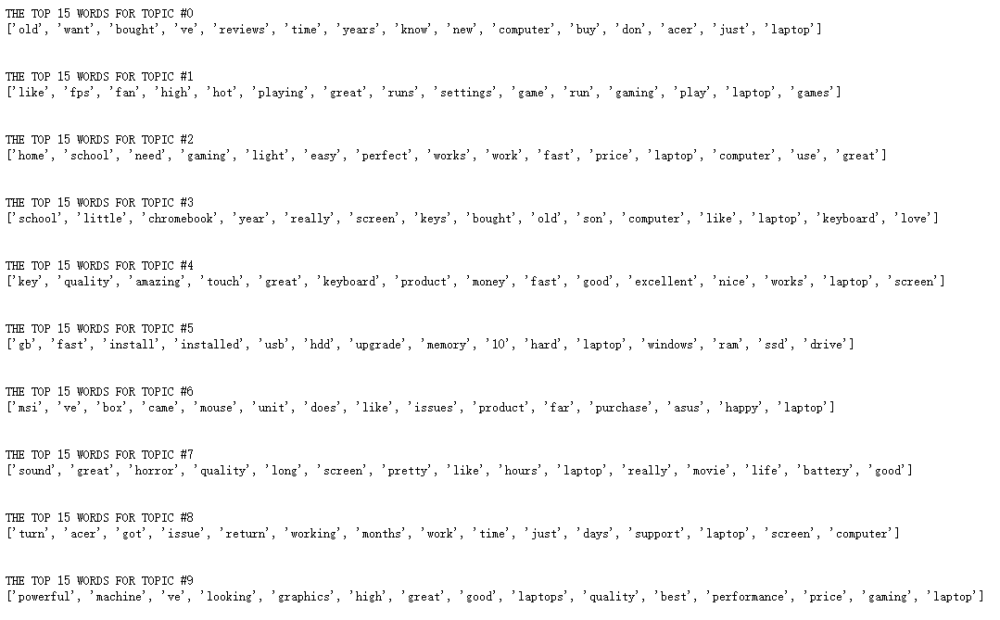 THE TOP 15 WORDS FOR TOPIC #0
['old', 'want', 'bought', 've', 'reviews', 'time', 'years', 'know', 'new', 'computer', 'buy', 'don', 'acer', 'just', 'laptop']
THE TOP 15 WORDS FOR TOPIC #1
['like', 'fps', 'fan', 'high', 'hot', 'playing', 'great', 'runs', 'settings', 'game', 'run', 'gaming', 'play', 'laptop', 'games']
THE TOP 15 WORDS FOR TOPIC #2
['home', 'school', 'need', 'gaming', 'light', 'easy', 'perfect', 'works', 'work', 'fast', 'price', 'laptop', 'computer', 'use', 'great']
THE TOP 15 WORDS FOR TOPIC #3
['school', 'little', 'chromebook', 'year', 'really', 'screen', 'keys', 'bought', 'old', 'son', 'computer', 'like', 'laptop', 'keyboard', 'love']
THE TOP 15 WORDS FOR TOPIC #4
['key', 'quality', 'amazing', 'touch', 'great', 'keyboard', 'product', 'money', 'fast', 'good', 'excellent', 'nice', 'works', 'laptop', 'screen']
THE TOP 15 WORDS FOR TOPIC #5
['gb', 'fast', 'install', 'installed', 'usb', 'hdd', 'upgrade', 'memory', '10', 'hard', 'laptop', 'windows', 'ram', 'ssd', 'drive']
THE TOP 15 WORDS FOR TOPIC #6
['msi', 've', 'box', 'came', 'mouse', 'unit', 'does', 'like', 'issues', 'product', 'far', 'purchase', 'asus', 'happy', 'laptop']
THE TOP 15 WORDS FOR TOPIC #7
['sound', 'great', 'horror', 'quality', 'long', 'screen', 'pretty', 'like', 'hours', 'laptop', 'really', 'movie', 'life', 'battery', 'good']
THE TOP 15 WORDS FOR TOPIC #8
['turn', 'acer', 'got', 'issue', 'return', 'working', 'months', 'work', 'time', 'just', 'days', 'support', 'laptop', 'screen', 'computer']
THE TOP 15 WORDS FOR TOPIC #9
['powerful', 'machine', 've', 'looking', 'graphics', 'high', 'great', 'good', 'laptops', 'quality', 'best', 'performance', 'price', 'gaming', 'laptop']